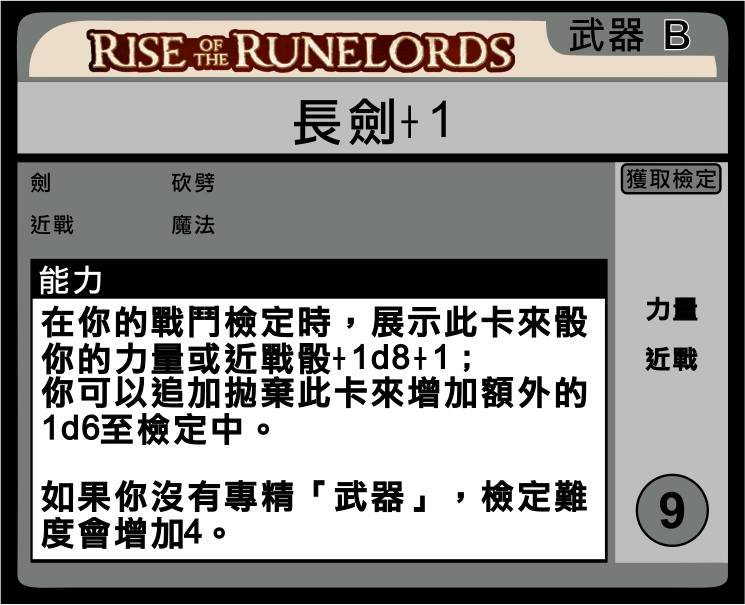 RISE OF THE RUNELORDS
武器 B
長劍+1
劍 砍劈
近戰 魔法
獲取檢定
力量
近戰
9
能力
在你的戰鬥檢定時，展示此卡來骰
你的力量或近戰骰+1d8+1；
你可以追加拋棄此卡來增加額外的
1d6至檢定中。
如果你沒有專精「武器」，檢定難
度會增加4。